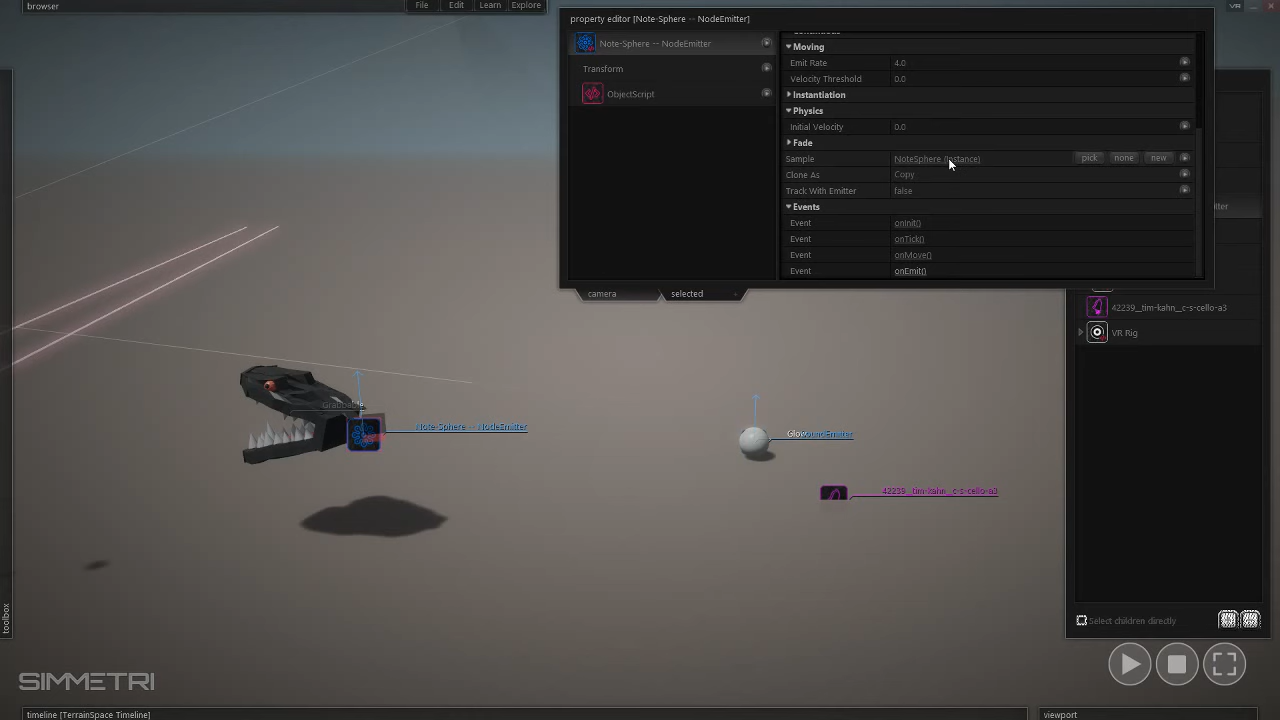 browser
File Edit Learn Explore
VR
property editor [Note-Sphere -- NodeEmitter]
Note-Sphere -- NodeEmitter
Transform
ObjectScript
Moving
Emit Rate 4.0
Velocity Threshold 0.0
Instantiation
Physics
Initial Velocity 0.0
Fade
Sample NoteSphere (Instance) pick none new
Clone As Copy
Track With Emitter false
Events
Event onInit()
Event onTick()
Event onMove()
Event onEmit()
camera selected
42239__tim-kahn__c-s-cello-a3
VR Rig
Grabbable
Note-Sphere -- NodeEmitter
42239__tim-kahn__c-s-cello-a3
toolbox
Select children directly
SIMMETRI
timeline [TerrainSpace Timeline]
viewport